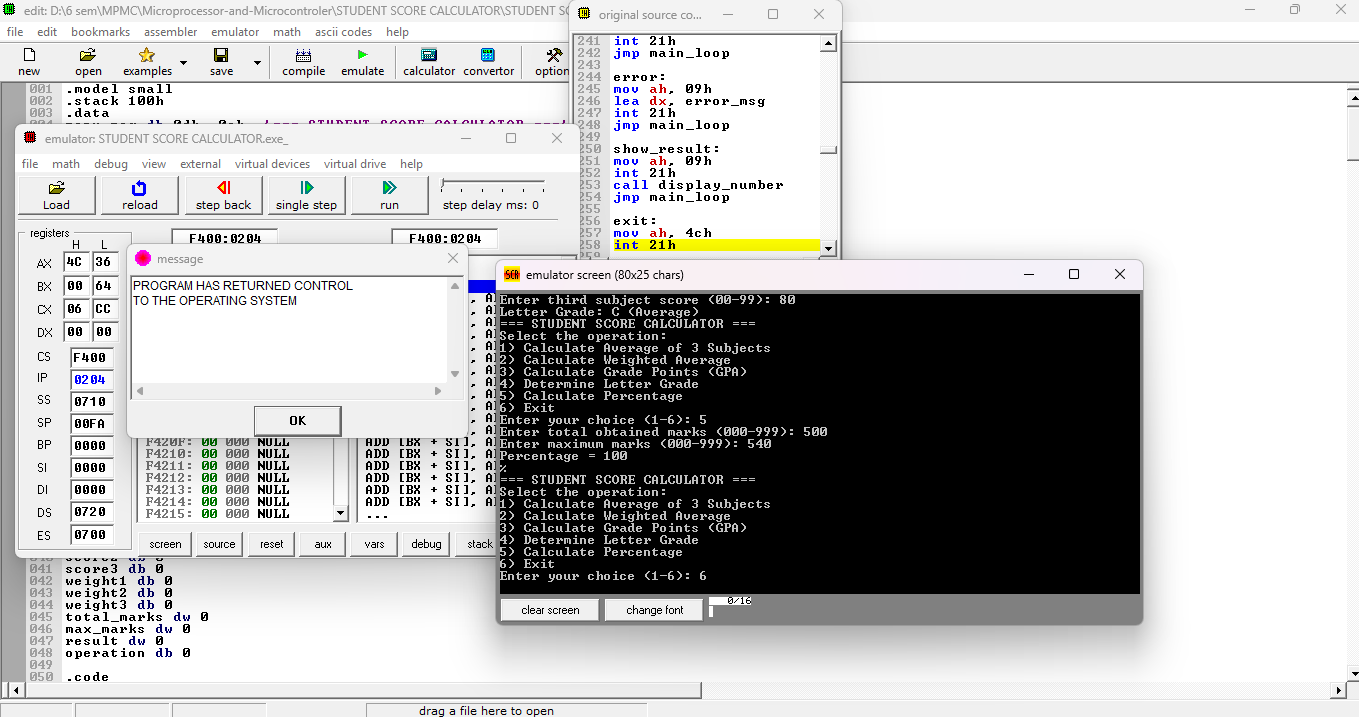 edit: D:\6 sem\MPMC\Microprocessor-and-Microcontroler\STUDENT SCORE CALCULATOR\STUDENT SC
file edit bookmarks assembler emulator math ascii codes help
new open examples save compile emulate calculator convertor option
001 .model small
002 .stack 100h
003 .data
original source co...
241 int 21h
242 jmp main_loop
243
244 error:
245 mov ah, 09h
246 lea dx, error_msg
247 int 21h
248 jmp main_loop
249
250 show_result:
251 mov ah, 09h
252 int 21h
253 call display_number
254 jmp main_loop
255
256 exit:
257 mov ah, 4ch
258 int 21h
259
emulator: STUDENT SCORE CALCULATOR.exe_
file math debug view external virtual devices virtual drive help
Load reload step back single step run step delay ms: 0
registers
H L
F400:0204 F400:0204
AX 4C 36
BX 00 64
CX 06 CC
DX 00 00
CS F400
IP 0204
SS 0710
SP 00FA
BP 0000
SI 0000
DI 0000
DS 0720
ES 0700
message
PROGRAM HAS RETURNED CONTROL
TO THE OPERATING SYSTEM
OK
F420F: 00 000 NULL ADD [BX + SI], A
F4210: 00 000 NULL ADD [BX + SI], A
F4211: 00 000 NULL ADD [BX + SI], A
F4212: 00 000 NULL ADD [BX + SI], A
F4213: 00 000 NULL ADD [BX + SI], A
F4214: 00 000 NULL ADD [BX + SI], A
F4215: 00 000 NULL ...
screen source reset aux vars debug stack
emulator screen (80x25 chars)
Enter third subject score (00-99): 80
Letter Grade: C (Average)
=== STUDENT SCORE CALCULATOR ===
Select the operation:
1) Calculate Average of 3 Subjects
2) Calculate Weighted Average
3) Calculate Grade Points (GPA)
4) Determine Letter Grade
5) Calculate Percentage
6) Exit
Enter your choice (1-6): 5
Enter total obtained marks (000-999): 500
Enter maximum marks (000-999): 540
Percentage = 100
%
=== STUDENT SCORE CALCULATOR ===
Select the operation:
1) Calculate Average of 3 Subjects
2) Calculate Weighted Average
3) Calculate Grade Points (GPA)
4) Determine Letter Grade
5) Calculate Percentage
6) Exit
Enter your choice (1-6): 6
clear screen change font 0/16
041 score3 db 0
042 weight1 db 0
043 weight2 db 0
044 weight3 db 0
045 total_marks dw 0
046 max_marks dw 0
047 result dw 0
048 operation db 0
049
050 .code
drag a file here to open